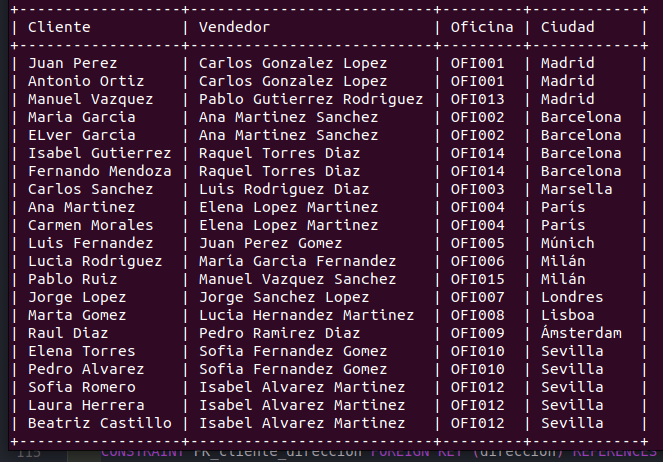 +------------------+---------------------------+---------+------------+
| Cliente          | Vendedor                  | Oficina | Ciudad     |
+------------------+---------------------------+---------+------------+
| Juan Perez       | Carlos Gonzalez Lopez     | OFI001  | Madrid     |
| Antonio Ortiz    | Carlos Gonzalez Lopez     | OFI001  | Madrid     |
| Manuel Vazquez   | Pablo Gutierrez Rodriguez | OFI013  | Madrid     |
| Maria Garcia     | Ana Martinez Sanchez      | OFI002  | Barcelona  |
| ELver Garcia     | Ana Martinez Sanchez      | OFI002  | Barcelona  |
| Isabel Gutierrez | Raquel Torres Diaz        | OFI014  | Barcelona  |
| Fernando Mendoza | Raquel Torres Diaz        | OFI014  | Barcelona  |
| Carlos Sanchez   | Luis Rodriguez Diaz       | OFI003  | Marsella   |
| Ana Martinez     | Elena Lopez Martinez      | OFI004  | París      |
| Carmen Morales   | Elena Lopez Martinez      | OFI004  | París      |
| Luis Fernandez   | Juan Perez Gomez          | OFI005  | Múnich     |
| Lucia Rodriguez  | María Garcia Fernandez    | OFI006  | Milán      |
| Pablo Ruiz       | Manuel Vazquez Sanchez    | OFI015  | Milán      |
| Jorge Lopez      | Jorge Sanchez Lopez       | OFI007  | Londres    |
| Marta Gomez      | Lucia Hernandez Martinez  | OFI008  | Lisboa     |
| Raul Diaz        | Pedro Ramirez Diaz        | OFI009  | Ámsterdam  |
| Elena Torres     | Sofia Fernandez Gomez     | OFI010  | Sevilla    |
| Pedro Alvarez    | Sofia Fernandez Gomez     | OFI010  | Sevilla    |
| Sofia Romero     | Isabel Alvarez Martinez   | OFI012  | Sevilla    |
| Laura Herrera    | Isabel Alvarez Martinez   | OFI012  | Sevilla    |
| Beatriz Castillo | Isabel Alvarez Martinez   | OFI012  | Sevilla    |
+------------------+---------------------------+---------+------------+
113 CONSTRAINT FK_cliente_direccion FOREIGN KEY (direccion) REFERENCES